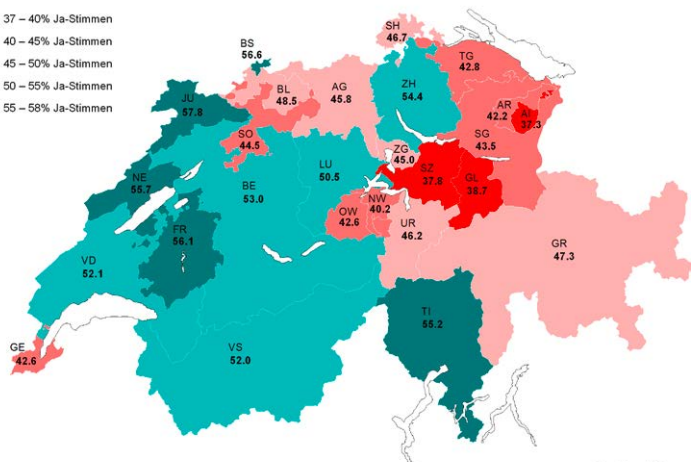 37 – 40% Ja-Stimmen
40 – 45% Ja-Stimmen
45 – 50% Ja-Stimmen
50 – 55% Ja-Stimmen
55 – 58% Ja-Stimmen
SH
46.7
BS
56.6
TG
42.8
BL
48.5
AG
45.8
ZH
54.4
JU
57.8
AR
42.2
AI
37.3
SO
44.5
SG
43.5
ZG
45.0
LU
50.5
SZ
37.8
GL
38.7
NE
55.7
BE
53.0
NW
40.2
OW
42.6
UR
46.2
FR
56.1
GR
47.3
VD
52.1
TI
55.2
GE
42.6
VS
52.0